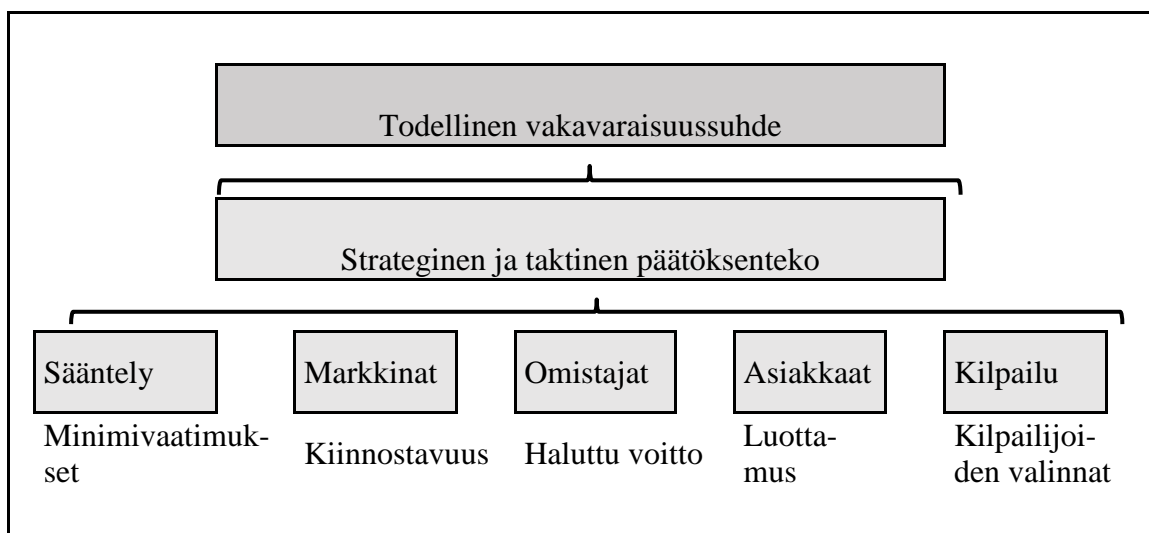 Todellinen vakavaraisuussuhde
Strateginen ja taktinen päätöksenteko
Sääntely
Markkinat
Omistajat
Asiakkaat
Kilpailu
Minimivaatimuk-
set
Kiinnostavuus
Haluttu voitto
Luotta-
mus
Kilpailijoi-
den valinnat